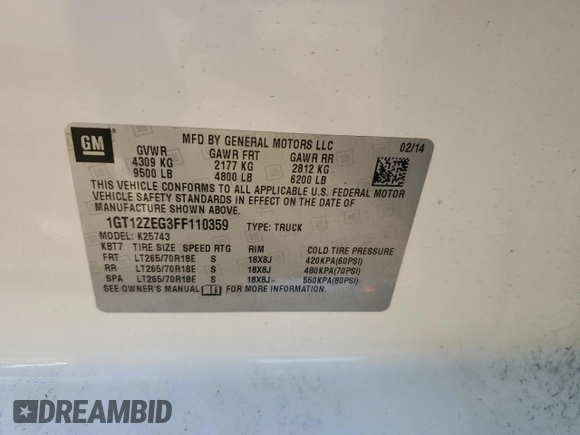 GM
MFD BY GENERAL MOTORS LLC
02/14
GVWR GAWR FRT GAWR RR
4309 KG 2177 KG 2812 KG
9500 LB 4800 LB 6200 LB
THIS VEHICLE CONFORMS TO ALL APPLICABLE U.S. FEDERAL MOTOR
VEHICLE SAFETY STANDARDS IN EFFECT ON THE DATE OF
MANUFACTURE SHOWN ABOVE.
1GT12ZEG3FF110359 TYPE: TRUCK
MODEL: K25743
KBT7 TIRE SIZE SPEED RTG RIM COLD TIRE PRESSURE
FRT LT265/70R18E S 18X8J 420KPA(60PSI)
RR LT265/70R18E S 18X8J 480KPA(70PSI)
SPA LT265/70R18E S 18X8J 550KPA(80PSI)
SEE OWNER'S MANUAL FOR MORE INFORMATION.
DREAMBID